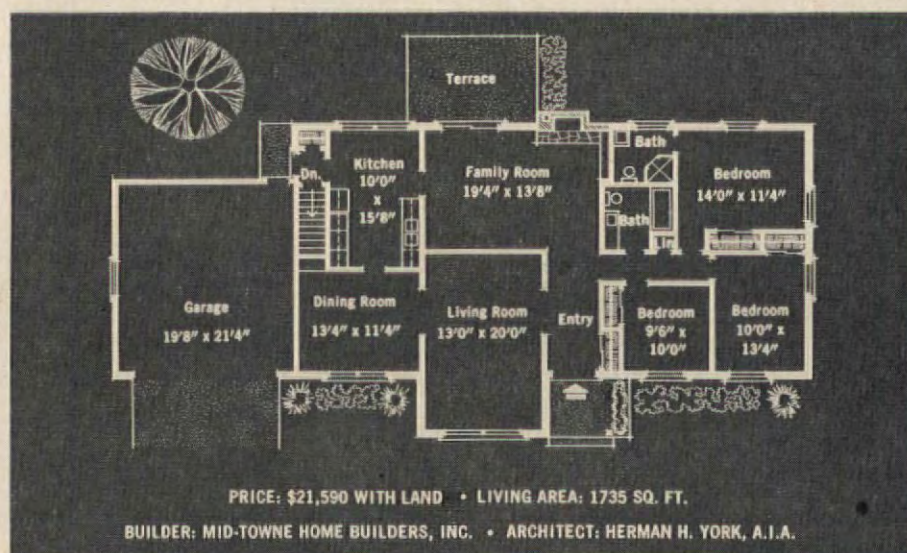 Terrace
Dn.
Kitchen
10'0"
x
15'8"
Family Room
19'4" x 13'8"
Bath
Bedroom
14'0" x 11'4"
Bath
Lin
Garage
19'8" x 21'4"
Dining Room
13'4" x 11'4"
Living Room
13'0" x 20'0"
Entry
Bedroom
9'6" x
10'0"
Bedroom
10'0" x
13'4"
PRICE: $21,590 WITH LAND • LIVING AREA: 1735 SQ. FT.
BUILDER: MID-TOWNE HOME BUILDERS, INC. • ARCHITECT: HERMAN H. YORK, A.I.A.